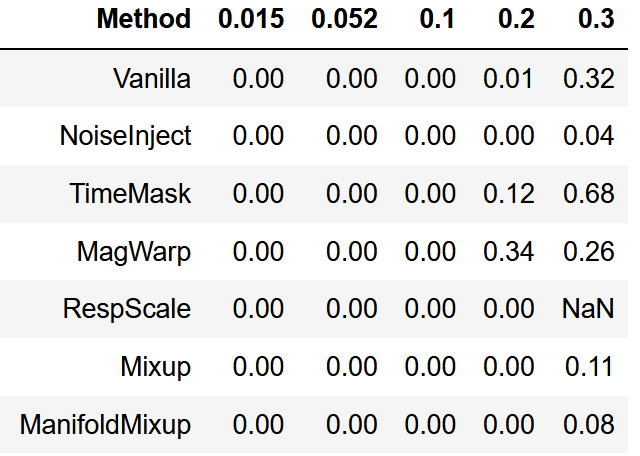 Method 0.015 0.052 0.1 0.2 0.3
Vanilla 0.00 0.00 0.00 0.01 0.32
NoiseInject 0.00 0.00 0.00 0.00 0.04
TimeMask 0.00 0.00 0.00 0.12 0.68
MagWarp 0.00 0.00 0.00 0.34 0.26
RespScale 0.00 0.00 0.00 0.00 NaN
Mixup 0.00 0.00 0.00 0.00 0.11
ManifoldMixup 0.00 0.00 0.00 0.00 0.08